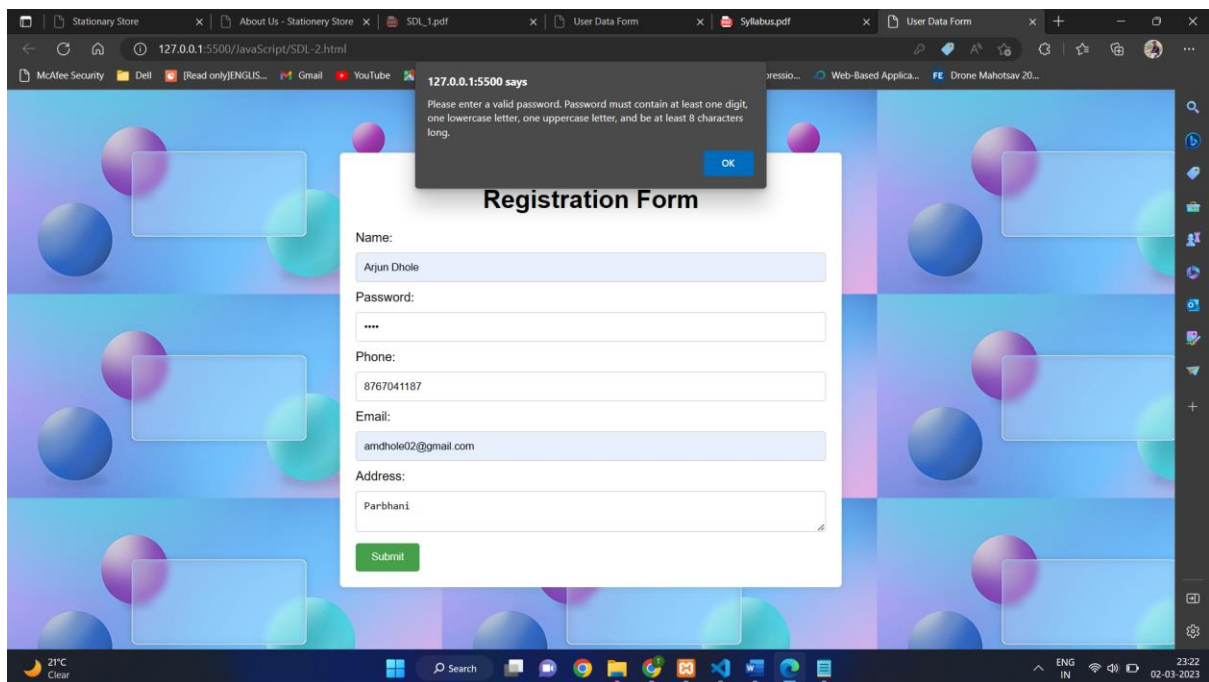 Stationary Store
About Us - Stationery Store
SDL_1.pdf
User Data Form
Syllabus.pdf
User Data Form
127.0.0.1:5500/JavaScript/SDL-2.html
McAfee Security
Dell
[Read only]ENGLIS...
Gmail
YouTube
pressio...
Web-Based Applica...
FE
Drone Mahotsav 20...
127.0.0.1:5500 says
Please enter a valid password. Password must contain at least one digit,
one lowercase letter, one uppercase letter, and be at least 8 characters
long.
OK
Registration Form
Name:
Arjun Dhole
Password:
••••
Phone:
8767041187
Email:
amdhole02@gmail.com
Address:
Parbhani
Submit
21°C
Clear
Search
ENG
IN
23:22
02-03-2023